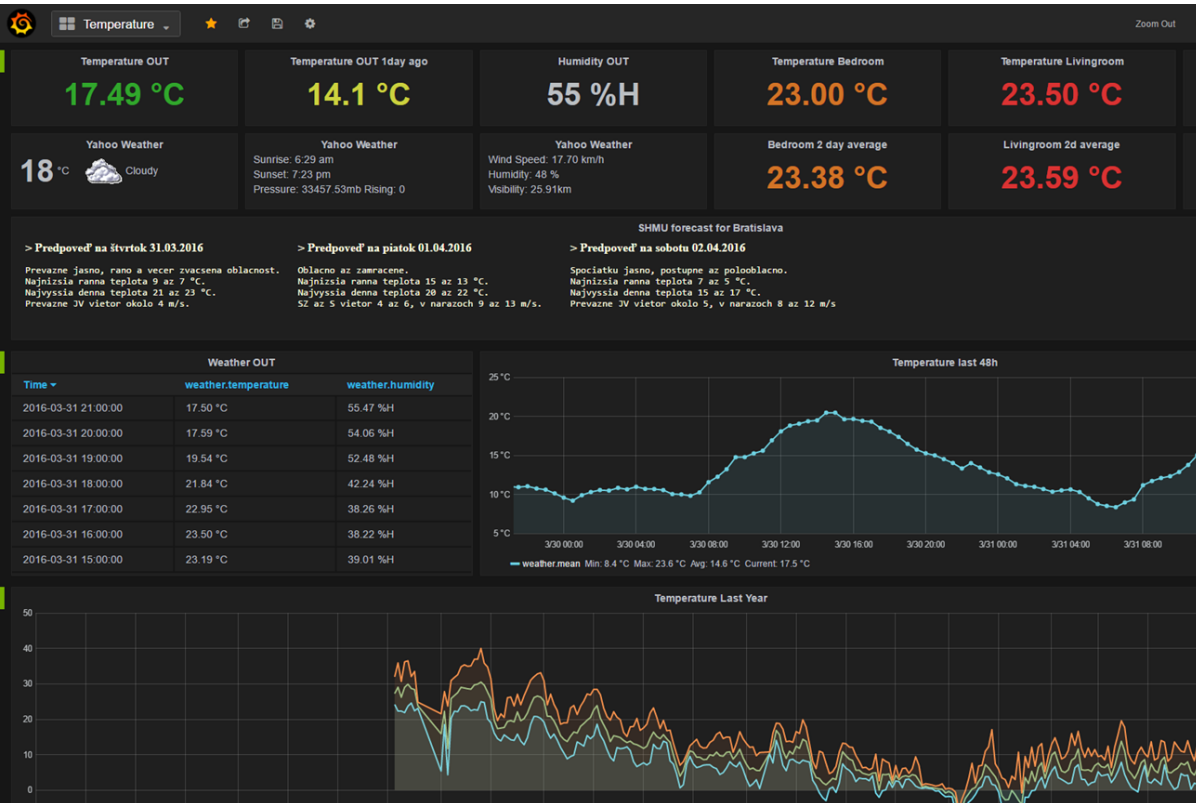 Temperature
Zoom Out
Temperature OUT
17.49 °C
Temperature OUT 1day ago
14.1 °C
Humidity OUT
55 %H
Temperature Bedroom
23.00 °C
Temperature Livingroom
23.50 °C
Yahoo Weather
18 °C
Cloudy
Yahoo Weather
Sunrise: 6:29 am
Sunset: 7:23 pm
Pressure: 33457.53mb Rising: 0
Yahoo Weather
Wind Speed: 17.70 km/h
Humidity: 48 %
Visibility: 25.91km
Bedroom 2 day average
23.38 °C
Livingroom 2d average
23.59 °C
SHMU forecast for Bratislava
> Predpoveď na štvrtok 31.03.2016
Prevazne jasno, rano a vecer zvacsena oblacnost.
Najnizsia ranna teplota 9 az 7 °C.
Najvyssia denna teplota 21 az 23 °C.
Prevazne JV vietor okolo 4 m/s.
> Predpoveď na piatok 01.04.2016
Oblacno az zamracene.
Najnizsia ranna teplota 15 az 13 °C.
Najvyssia denna teplota 20 az 22 °C.
SZ az S vietor 4 az 6, v narazoch 9 az 13 m/s.
> Predpoveď na sobotu 02.04.2016
Spociatku jasno, postupne az polooblacno.
Najnizsia ranna teplota 7 az 5 °C.
Najvyssia denna teplota 15 az 17 °C.
Prevazne JV vietor okolo 5, v narazoch 8 az 12 m/s
Weather OUT
Time weather.temperature weather.humidity
2016-03-31 21:00:00 17.50 °C 55.47 %H
2016-03-31 20:00:00 17.59 °C 54.06 %H
2016-03-31 19:00:00 19.54 °C 52.48 %H
2016-03-31 18:00:00 21.84 °C 42.24 %H
2016-03-31 17:00:00 22.95 °C 38.26 %H
2016-03-31 16:00:00 23.50 °C 38.22 %H
2016-03-31 15:00:00 23.19 °C 39.01 %H
Temperature last 48h
25 °C
20 °C
15 °C
10 °C
5 °C
3/30 00:00 3/30 04:00 3/30 08:00 3/30 12:00 3/30 16:00 3/30 20:00 3/31 00:00 3/31 04:00 3/31 08:00
weather.mean Min: 8.4 °C Max: 23.6 °C Avg: 14.6 °C Current: 17.5 °C
Temperature Last Year
50
40
30
20
10
0